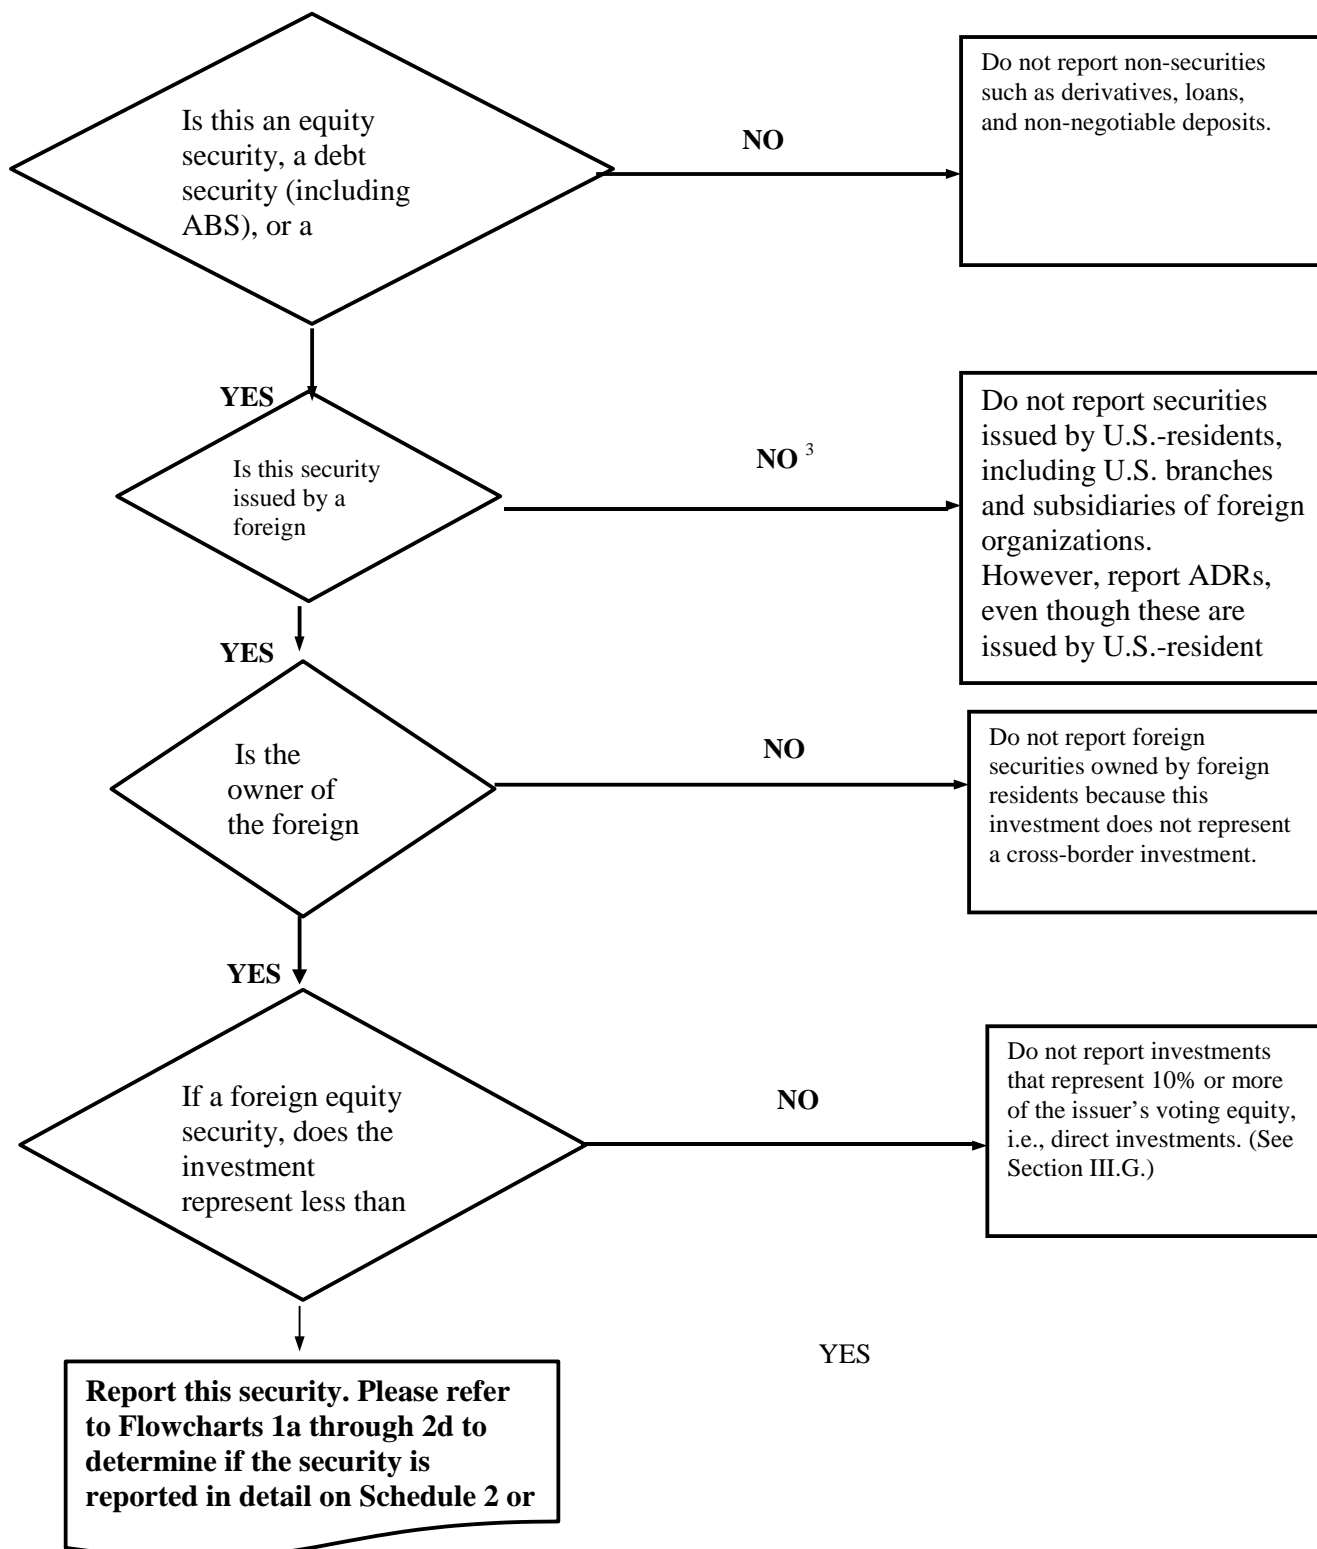 Is this an equity
security, a debt
security (including
ABS), or a
NO
Do not report non-securities
such as derivatives, loans,
and non-negotiable deposits.
YES
Is this security
issued by a
foreign
NO 3
Do not report securities
issued by U.S.-residents,
including U.S. branches
and subsidiaries of foreign
organizations.
However, report ADRs,
even though these are
issued by U.S.-resident
YES
Is the
owner of
the foreign
NO
Do not report foreign
securities owned by foreign
residents because this
investment does not represent
a cross-border investment.
YES
If a foreign equity
security, does the
investment
represent less than
NO
Do not report investments
that represent 10% or more
of the issuer’s voting equity,
i.e., direct investments. (See
Section III.G.)
YES
Report this security. Please refer
to Flowcharts 1a through 2d to
determine if the security is
reported in detail on Schedule 2 or